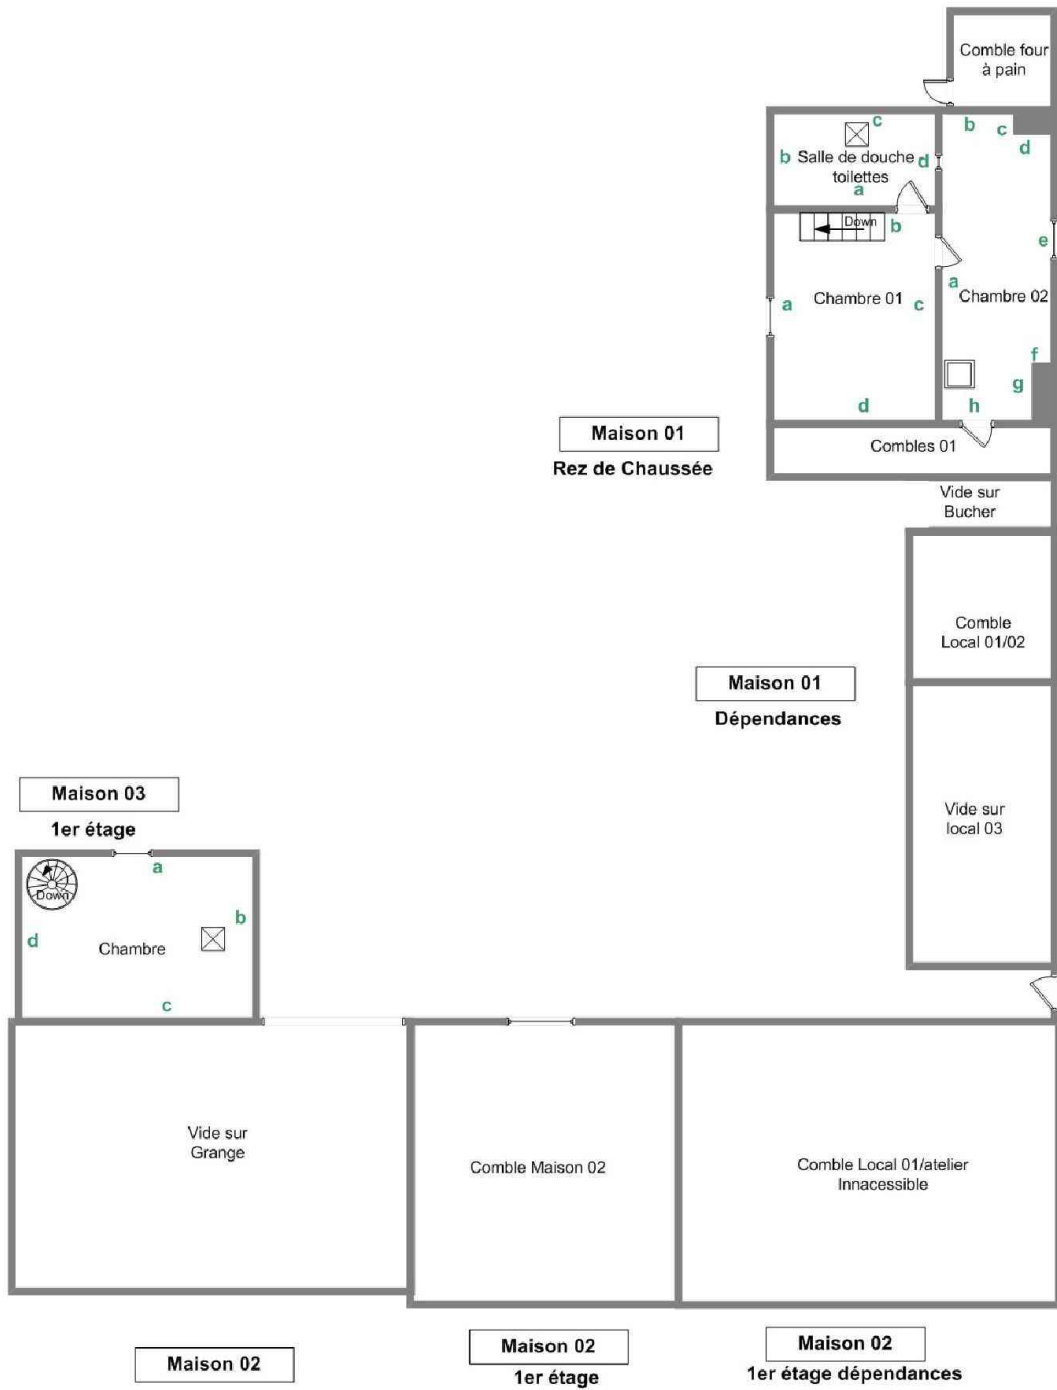 Comble four
à pain
b
c
d
c
b
Salle de douche
d
toilettes
a
Down
b
e
a
Chambre 01
c
a
Chambre 02
f
g
d
h
Maison 01
Rez de Chaussée
Combles 01
Vide sur
Bucher
Comble
Local 01/02
Maison 01
Dépendances
Vide sur
local 03
Maison 03
1er étage
a
Down
b
d
Chambre
c
Vide sur
Grange
Comble Maison 02
Comble Local 01/atelier
Innacessible
Maison 02
Maison 02
1er étage
Maison 02
1er étage dépendances